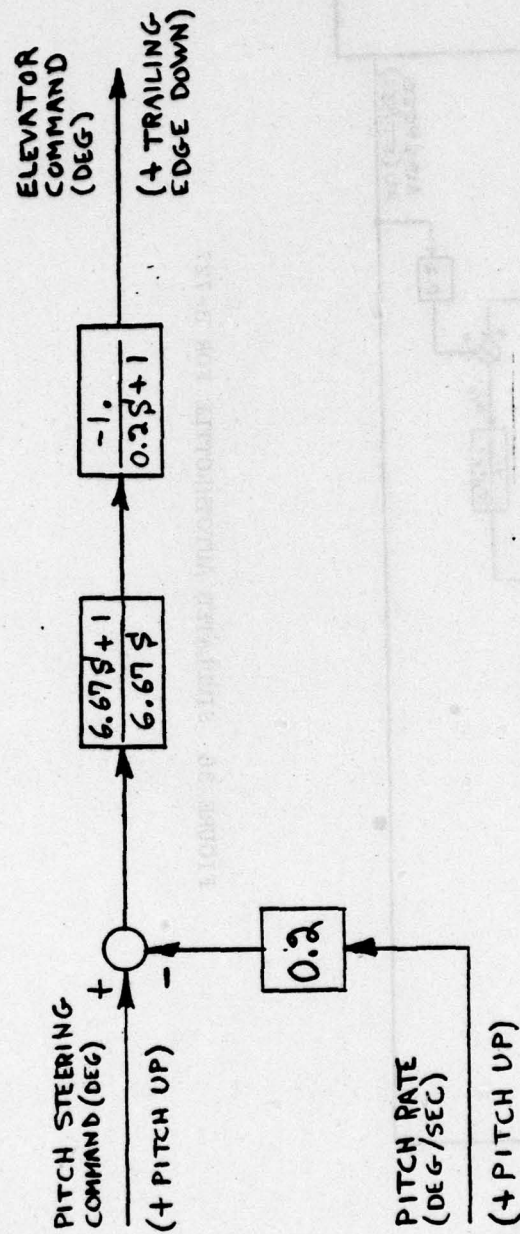 PITCH STEERING
COMMAND (DEG)
(+ PITCH UP)
+
-
0.2
PITCH RATE
(DEG/SEC)
(+ PITCH UP)
6.67S+1
6.67S
-1.
0.2S+1
ELEVATOR
COMMAND
(DEG)
(+ TRAILING
EDGE DOWN)